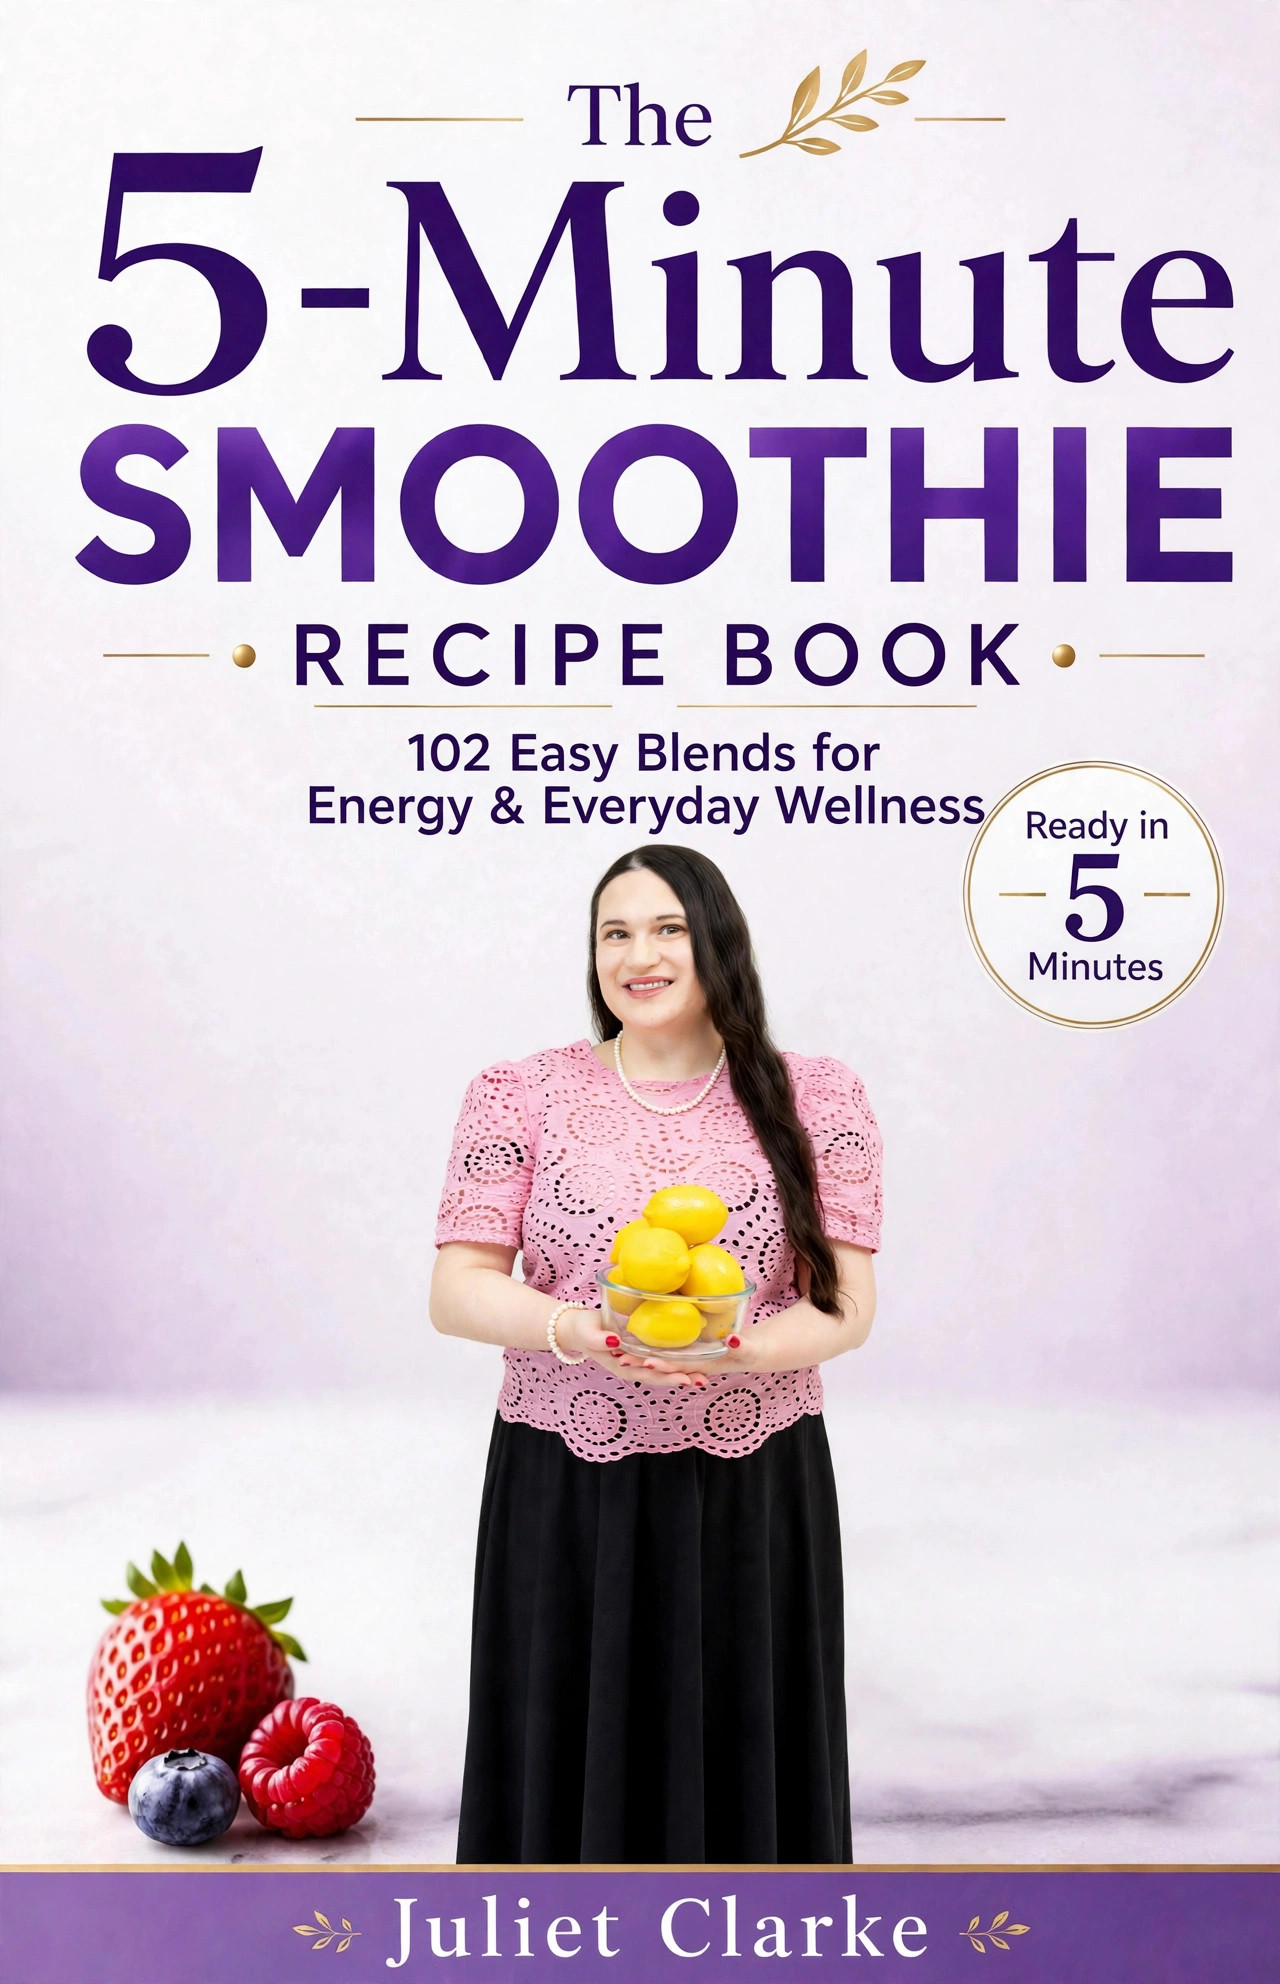 The
5-Minute
SMOOTHIE
RECIPE BOOK
102 Easy Blends for
Energy & Everyday Wellness
Ready in
5
Minutes
Juliet Clarke